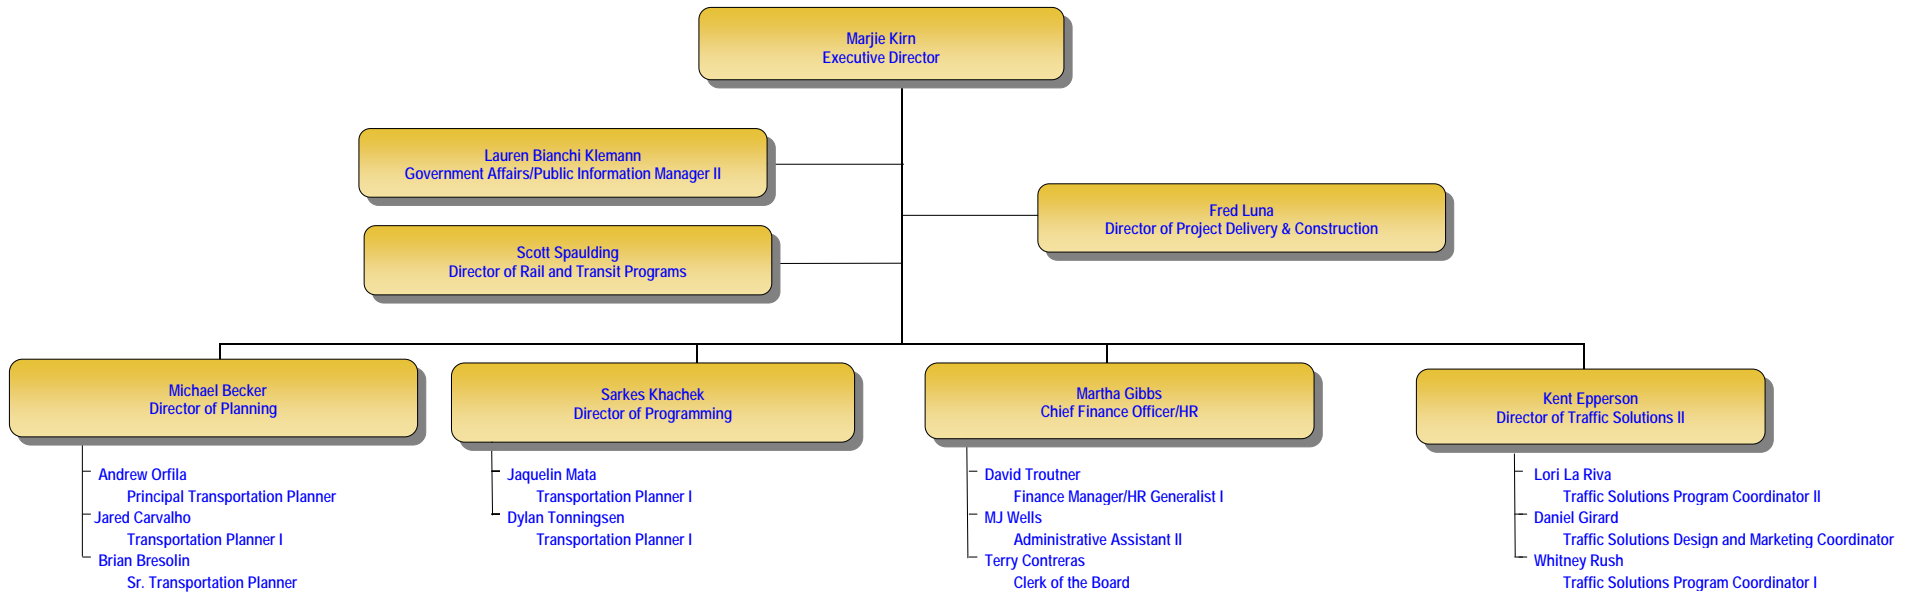 Marjie Kirn
Executive Director
Lauren Bianchi Klemann
Government Affairs/Public Information Manager II
Fred Luna
Director of Project Delivery & Construction
Scott Spaulding
Director of Rail and Transit Programs
Michael Becker
Director of Planning
Andrew Orfila
Principal Transportation Planner
Jared Carvalho
Transportation Planner I
Brian Bresolin
Sr. Transportation Planner
Sarkes Khachek
Director of Programming
Jaquelin Mata
Transportation Planner I
Dylan Tonningsen
Transportation Planner I
Martha Gibbs
Chief Finance Officer/HR
David Troutner
Finance Manager/HR Generalist I
MJ Wells
Administrative Assistant II
Terry Contreras
Clerk of the Board
Kent Epperson
Director of Traffic Solutions II
Lori La Riva
Traffic Solutions Program Coordinator II
Daniel Girard
Traffic Solutions Design and Marketing Coordinator
Whitney Rush
Traffic Solutions Program Coordinator I